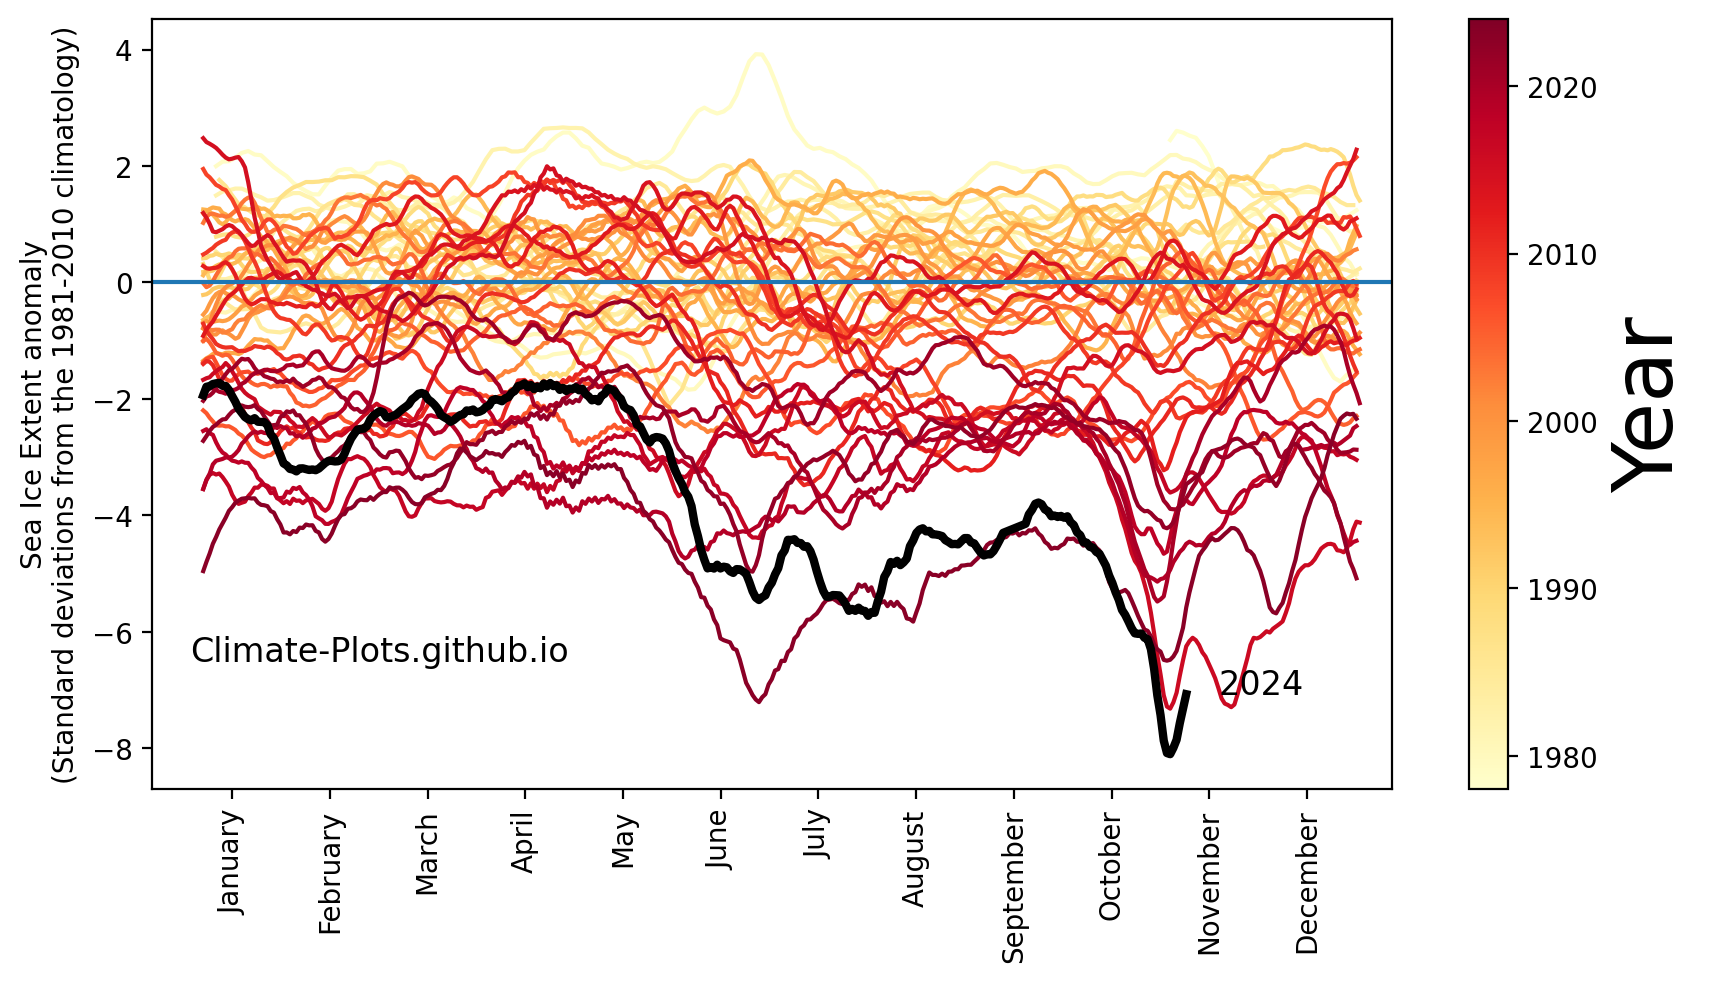 Sea Ice Extent anomaly
(Standard deviations from the 1981-2010 climatology)
4
2
0
−2
−4
−6
−8
Climate-Plots.github.io
2024
January
February
March
April
May
June
July
August
September
October
November
December
2020
2010
2000
1990
1980
Year